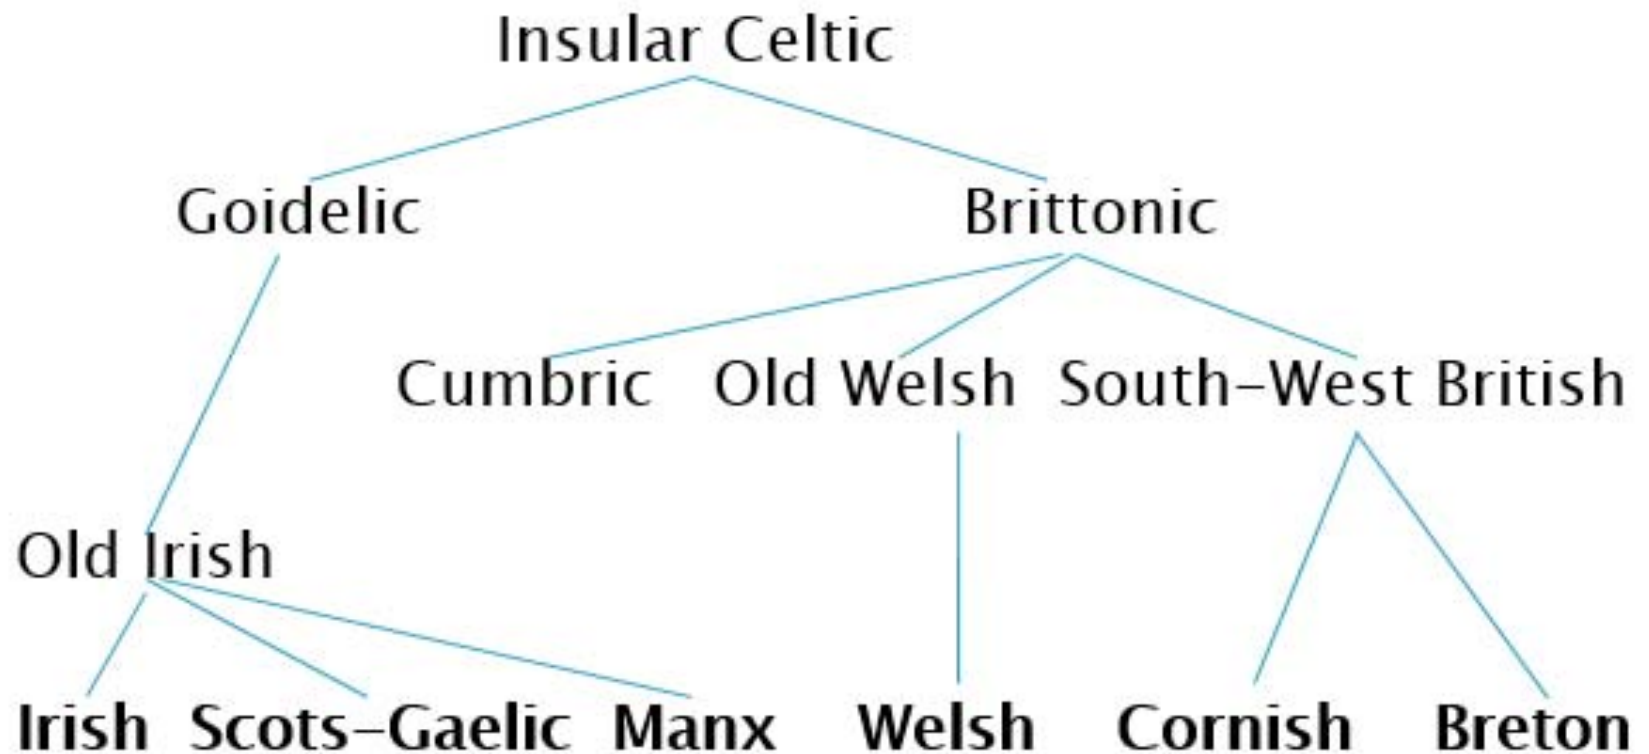 Insular Celtic
Goidelic Brittonic
Cumbric Old Welsh South-West British
Old Irish
Irish Scots-Gaelic Manx Welsh Cornish Breton